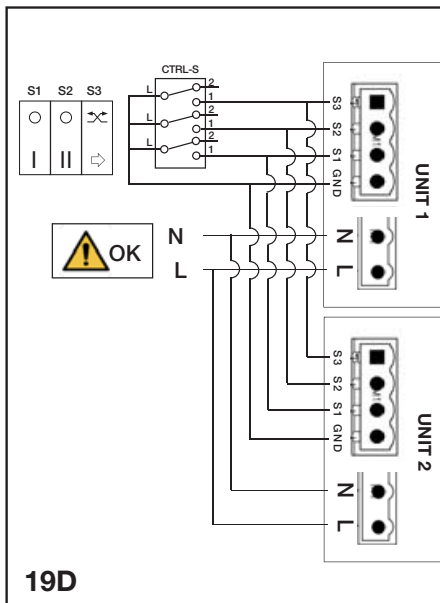 CTRL-S
S1 S2 S3
I II
L 2
1
L 2
1
L 2
1
S3
S2
S1
GND
UNIT 1
OK
N N
L L
S3
S2
S1
GND
UNIT 2
N
L
19D